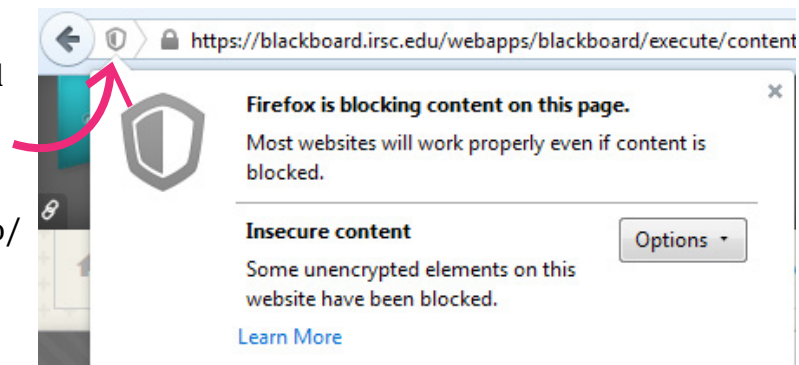 https://blackboard.irsc.edu/webapps/blackboard/execute/content
Firefox is blocking content on this page.
Most websites will work properly even if content is
blocked.
Insecure content
Options
Some unencrypted elements on this
website have been blocked.
Learn More